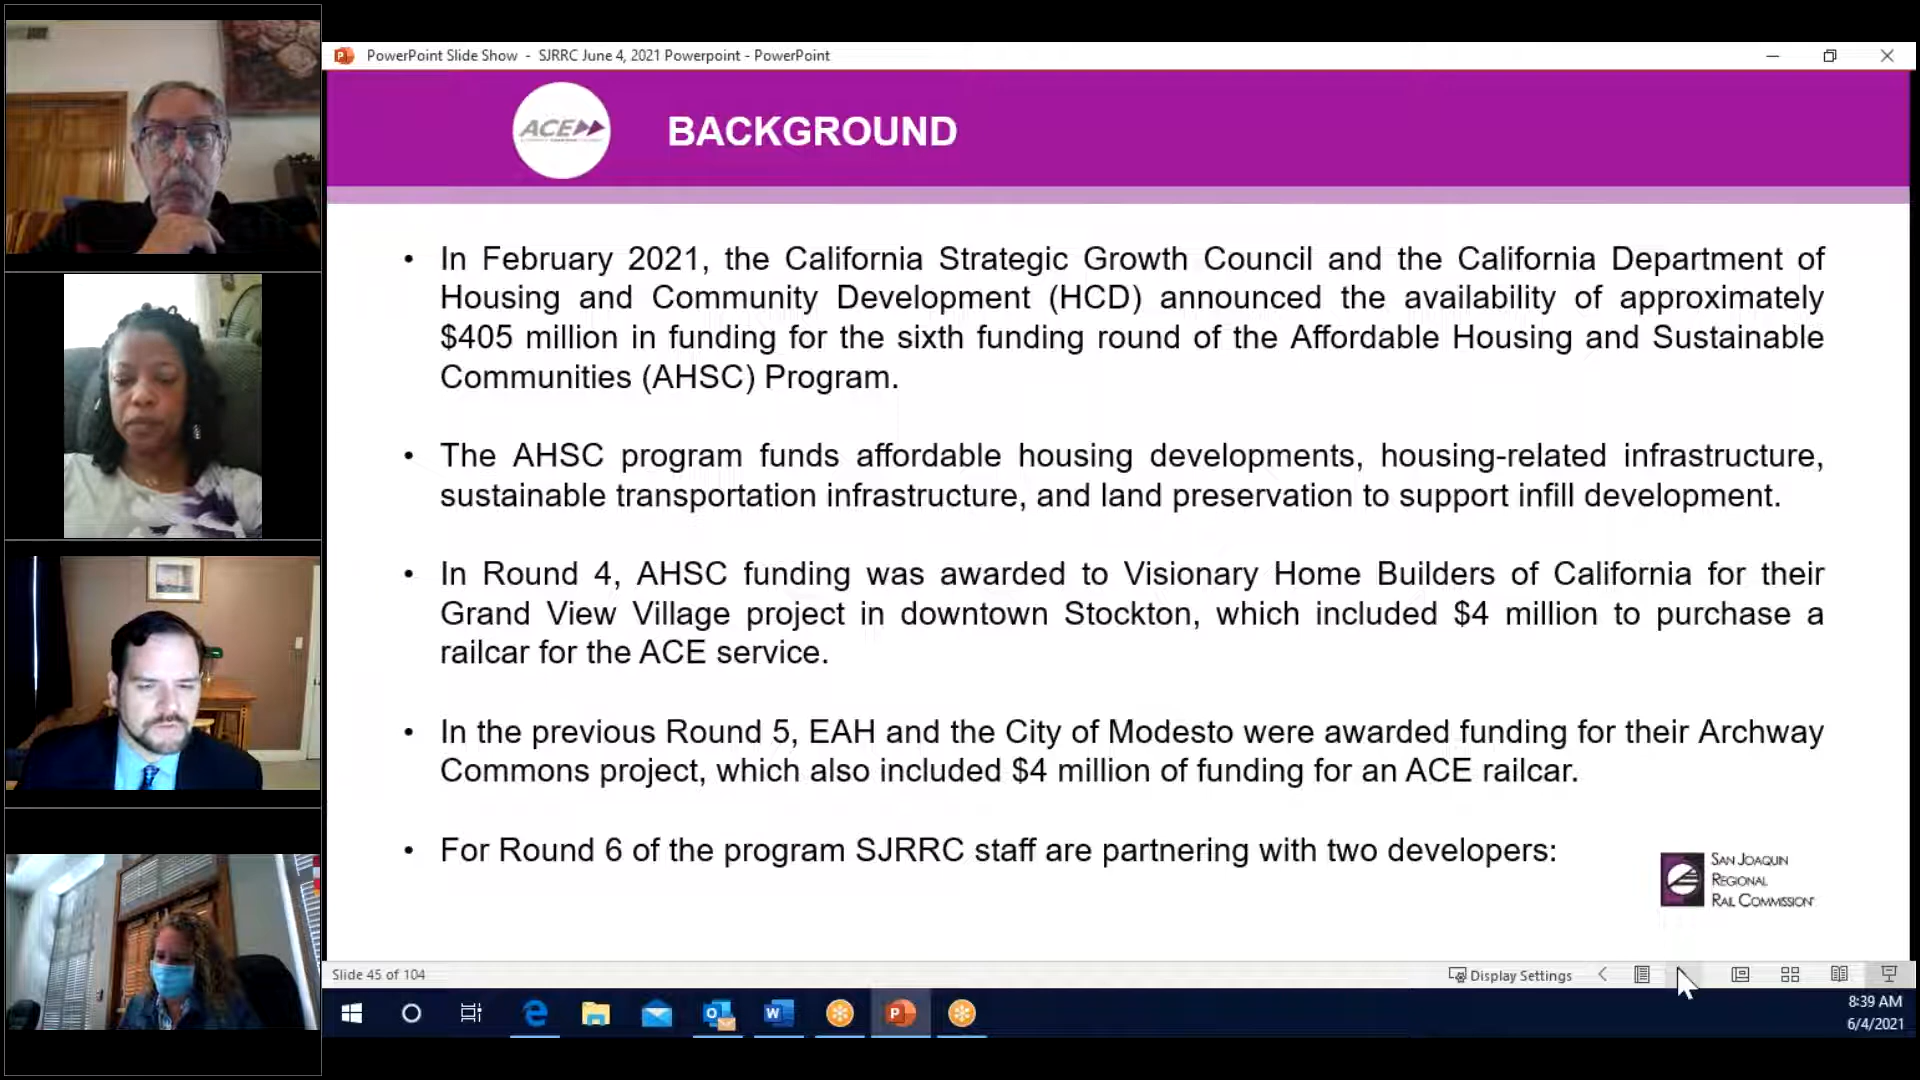 PowerPoint Slide Show - SJRRC June 4, 2021 Powerpoint - PowerPoint
ACE
BACKGROUND
• In February 2021, the California Strategic Growth Council and the California Department of
Housing and Community Development (HCD) announced the availability of approximately
$405 million in funding for the sixth funding round of the Affordable Housing and Sustainable
Communities (AHSC) Program.
• The AHSC program funds affordable housing developments, housing-related infrastructure,
sustainable transportation infrastructure, and land preservation to support infill development.
• In Round 4, AHSC funding was awarded to Visionary Home Builders of California for their
Grand View Village project in downtown Stockton, which included $4 million to purchase a
railcar for the ACE service.
• In the previous Round 5, EAH and the City of Modesto were awarded funding for their Archway
Commons project, which also included $4 million of funding for an ACE railcar.
• For Round 6 of the program SJRRC staff are partnering with two developers:
SAN JOAQUIN
REGIONAL
RAIL COMMISSION
Slide 45 of 104
Display Settings
8:39 AM
6/4/2021